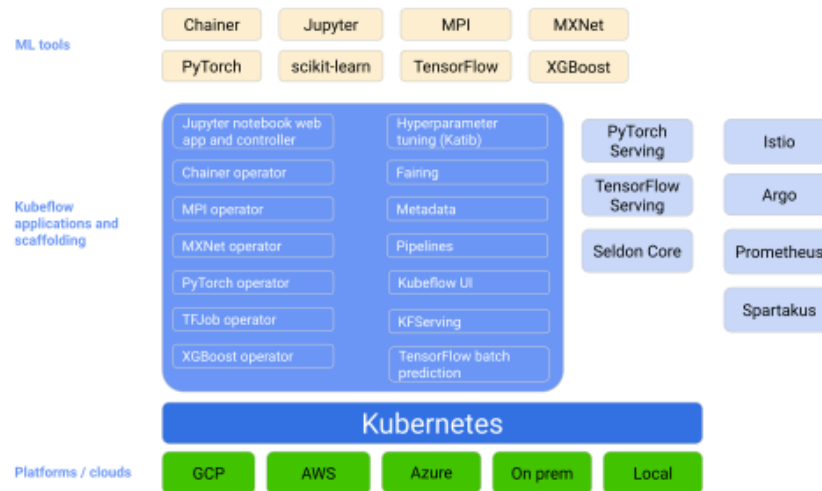 ML tools
Chainer
Jupyter
MPI
MXNet
PyTorch
scikit-learn
TensorFlow
XGBoost
Kubeflow
applications and
scaffolding
Jupyter notebook web
app and controller
Chainer operator
MPI operator
MXNet operator
PyTorch operator
TFJob operator
XGBoost operator
Hyperparameter
tuning (Katib)
Fairing
Metadata
Pipelines
Kubeflow UI
KFServing
TensorFlow batch
prediction
PyTorch
Serving
TensorFlow
Serving
Seldon Core
Istio
Argo
Prometheus
Spartakus
Kubernetes
Platforms / clouds
GCP
AWS
Azure
On prem
Local